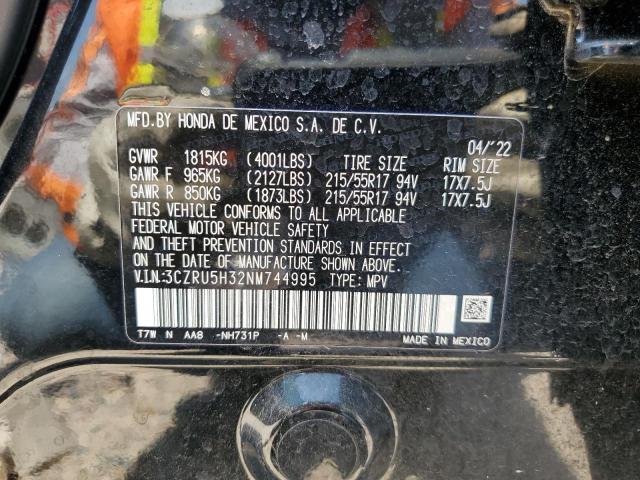 MFD.BY HONDA DE MEXICO S.A. DE C.V.
04/'22
GVWR 1815KG (4001LBS) TIRE SIZE RIM SIZE
GAWR F 965KG (2127LBS) 215/55R17 94V 17X7.5J
GAWR R 850KG (1873LBS) 215/55R17 94V 17X7.5J
THIS VEHICLE CONFORMS TO ALL APPLICABLE
FEDERAL MOTOR VEHICLE SAFETY
AND THEFT PREVENTION STANDARDS IN EFFECT
ON THE DATE OF MANUFACTURE SHOWN ABOVE.
V.I.N.:3CZRU5H32NM744995 TYPE: MPV
T7W N AA8 -NH731P -A -M
MADE IN MEXICO